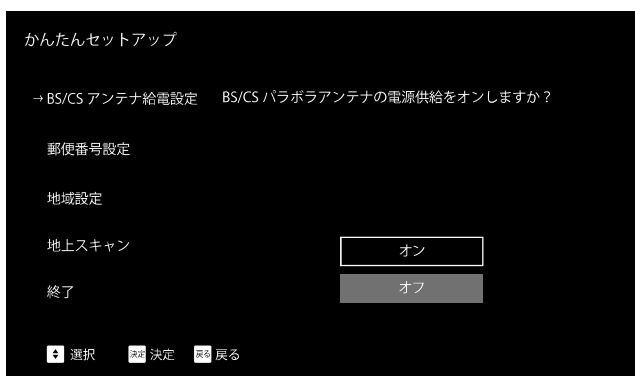 かんたんセットアップ
→BS/CS アンテナ給電設定 BS/CS パラボラアンテナの電源供給をオンしますか?
郵便番号設定
地域設定
地上スキャン
オン
終了
オフ
選択 決定 決定 戻る 戻る